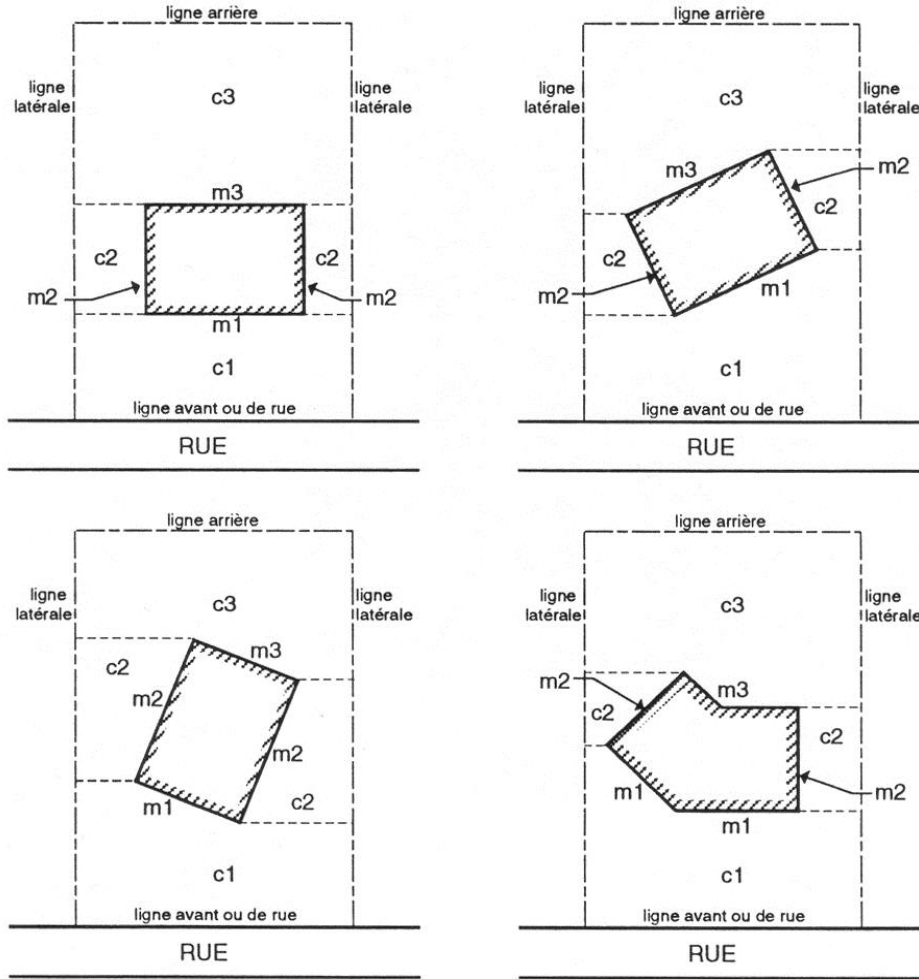 ligne arrière
ligne latérale
ligne latérale
c3
m3
c2
c2
m2
m2
m1
c1
ligne avant ou de rue
RUE
ligne arrière
ligne latérale
ligne latérale
c3
m3
m2
c2
c2
m2
m1
c1
ligne avant ou de rue
RUE
ligne arrière
ligne latérale
ligne latérale
c3
m3
c2
m2
m2
c2
m1
c1
ligne avant ou de rue
RUE
ligne arrière
ligne latérale
c3
m2
m3
c2
c2
m1
m2
m1
c1
ligne avant ou de rue
RUE